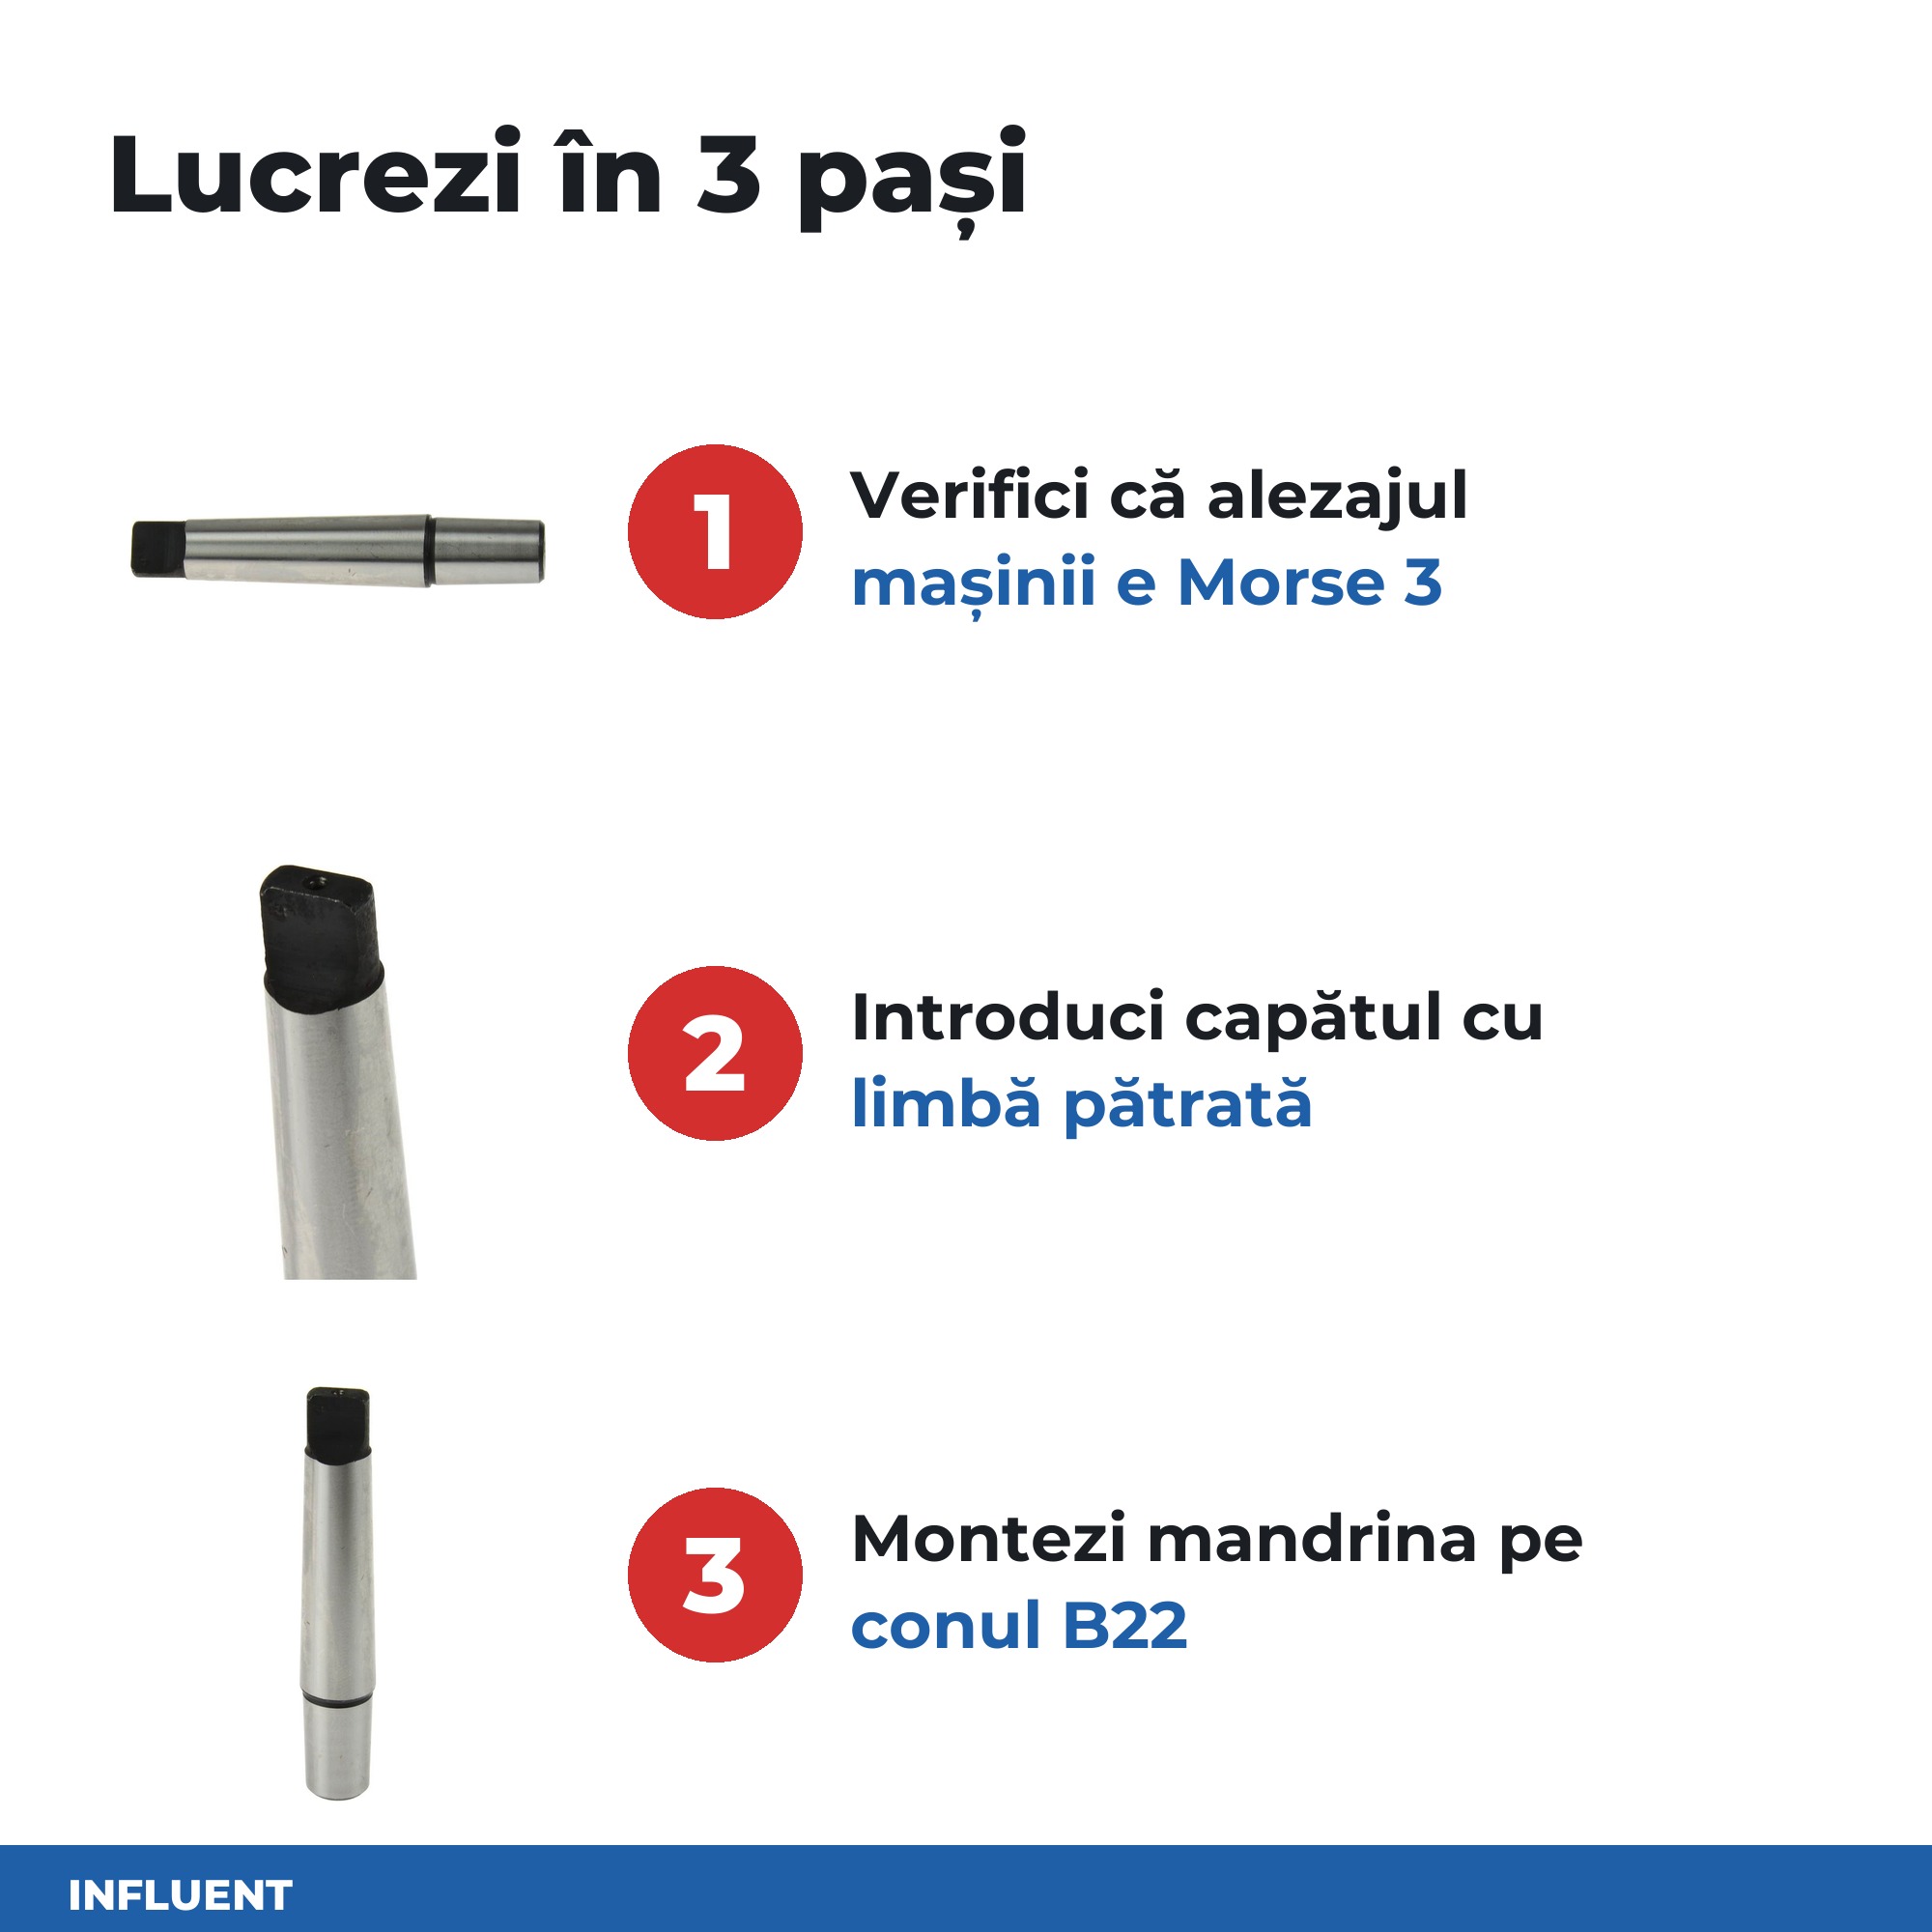 Lucrezi în 3 pași
1
Verifici că alezajul
mașinii e Morse 3
2
Introduci capătul cu
limbă pătrată
3
Montezi mandrina pe
conul B22
INFLUENT